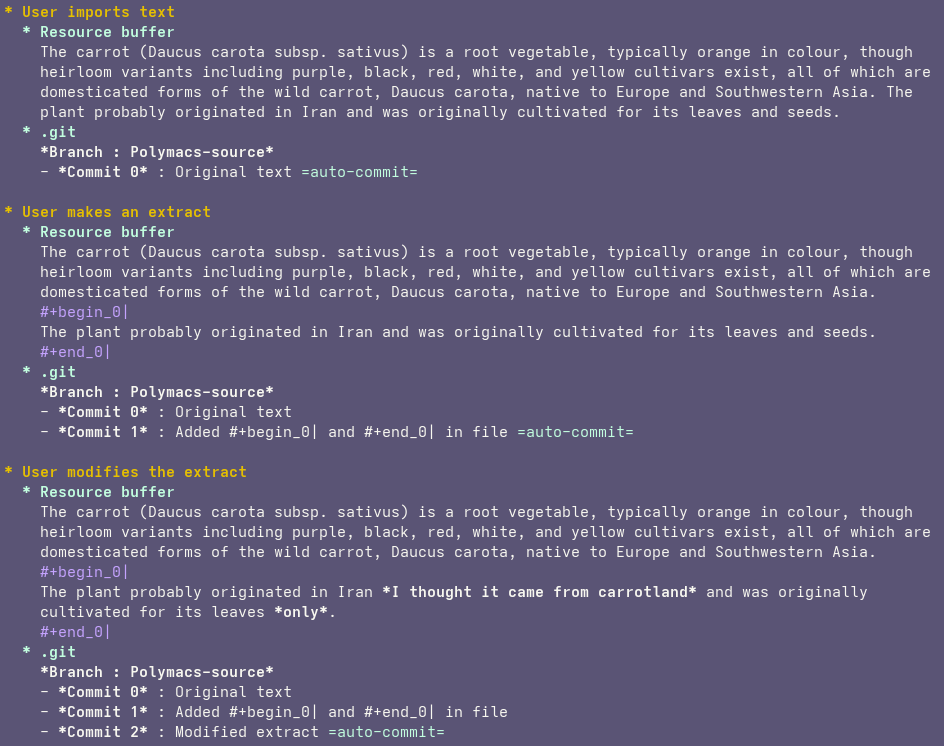 * User imports text
* Resource buffer
The carrot (Daucus carota subsp. sativus) is a root vegetable, typically orange in colour, though
heirloom variants including purple, black, red, white, and yellow cultivars exist, all of which are
domesticated forms of the wild carrot, Daucus carota, native to Europe and Southwestern Asia. The
plant probably originated in Iran and was originally cultivated for its leaves and seeds.
* .git
*Branch : Polymacs-source*
- *Commit 0* : Original text =auto-commit=
* User makes an extract
* Resource buffer
The carrot (Daucus carota subsp. sativus) is a root vegetable, typically orange in colour, though
heirloom variants including purple, black, red, white, and yellow cultivars exist, all of which are
domesticated forms of the wild carrot, Daucus carota, native to Europe and Southwestern Asia.
#+begin_0|
The plant probably originated in Iran and was originally cultivated for its leaves and seeds.
#+end_0|
* .git
*Branch : Polymacs-source*
- *Commit 0* : Original text
- *Commit 1* : Added #+begin_0| and #+end_0| in file =auto-commit=
* User modifies the extract
* Resource buffer
The carrot (Daucus carota subsp. sativus) is a root vegetable, typically orange in colour, though
heirloom variants including purple, black, red, white, and yellow cultivars exist, all of which are
domesticated forms of the wild carrot, Daucus carota, native to Europe and Southwestern Asia.
#+begin_0|
The plant probably originated in Iran *I thought it came from carrotland* and was originally
cultivated for its leaves *only*.
#+end_0|
* .git
*Branch : Polymacs-source*
- *Commit 0* : Original text
- *Commit 1* : Added #+begin_0| and #+end_0| in file
- *Commit 2* : Modified extract =auto-commit=